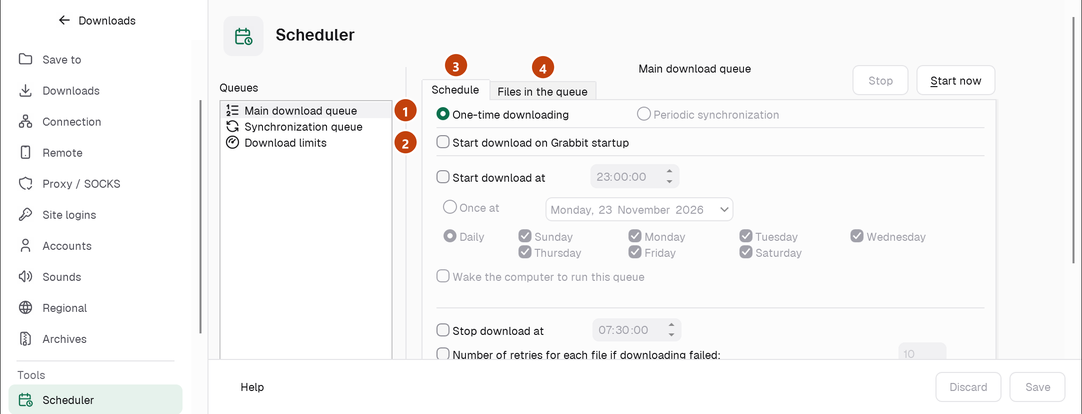 Downloads
Save to
Downloads
Connection
Remote
Proxy / SOCKS
Site logins
Accounts
Sounds
Regional
Archives
Tools
Scheduler
Scheduler
Queues
1 Main download queue
Synchronization queue
Download limits
1
2
3
4
Main download queue
Stop
Start now
Schedule
Files in the queue
One-time downloading
Periodic synchronization
Start download on Grabbit startup
Start download at
23:00:00
Once at
Monday, 23 November 2026
Daily
Sunday
Monday
Tuesday
Wednesday
Thursday
Friday
Saturday
Wake the computer to run this queue
Stop download at
07:30:00
Number of retries for each file if downloading failed:
10
Help
Discard
Save